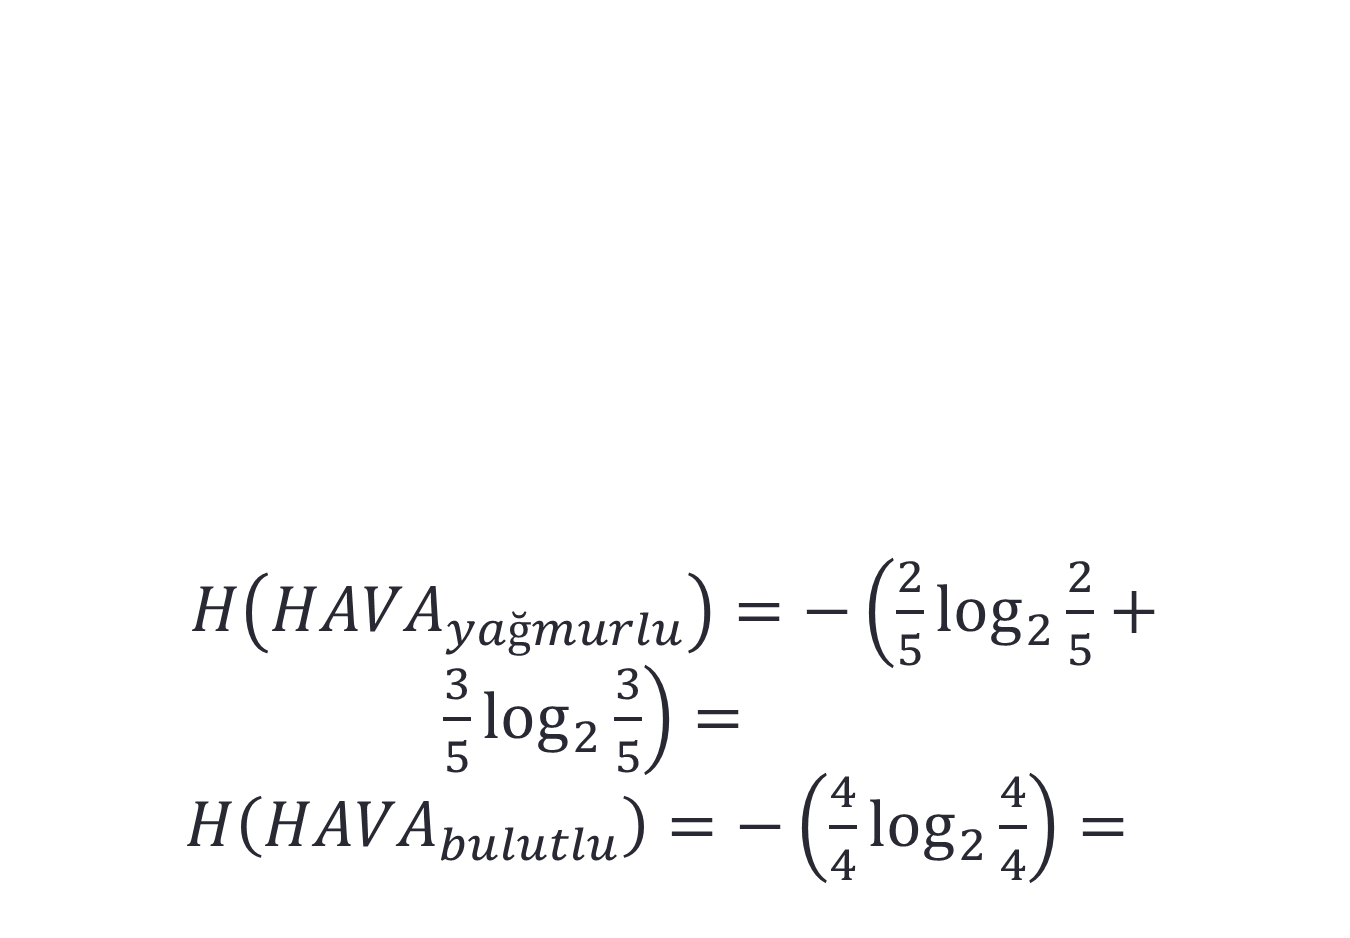 H(HAVA_yağmurlu) = −(2/5 log₂ 2/5 +
3/5 log₂ 3/5) =
H(HAVA_bulutlu) = −(4/4 log₂ 4/4) =